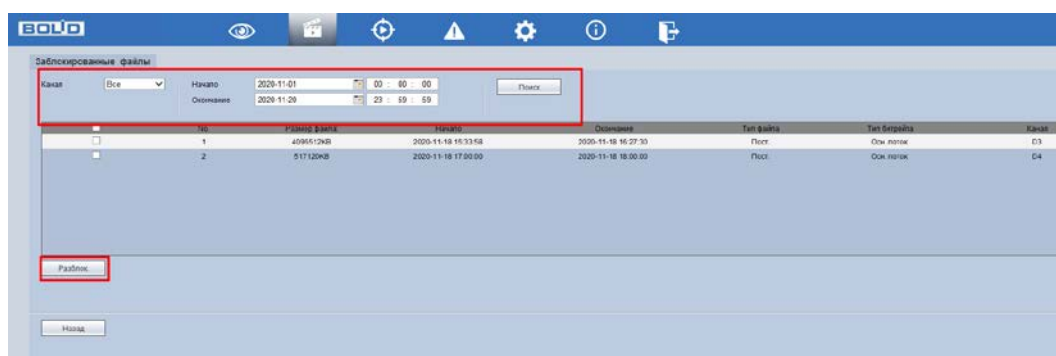 BOLID
Заблокированные файлы
Канал Все Начало 2020-11-01 00 : 00 : 00 Поиск
Окончание 2020-11-20 23 : 59 : 59
No Размер файла Начало Окончание Тип файла Тип битрейта Канал
1 4096512KB 2020-11-18 15:33:58 2020-11-18 16:27:30 Пост. Осн. поток D3
2 517120KB 2020-11-18 17:00:00 2020-11-18 18:00:00 Пост. Осн. поток D4
Разблок.
Назад